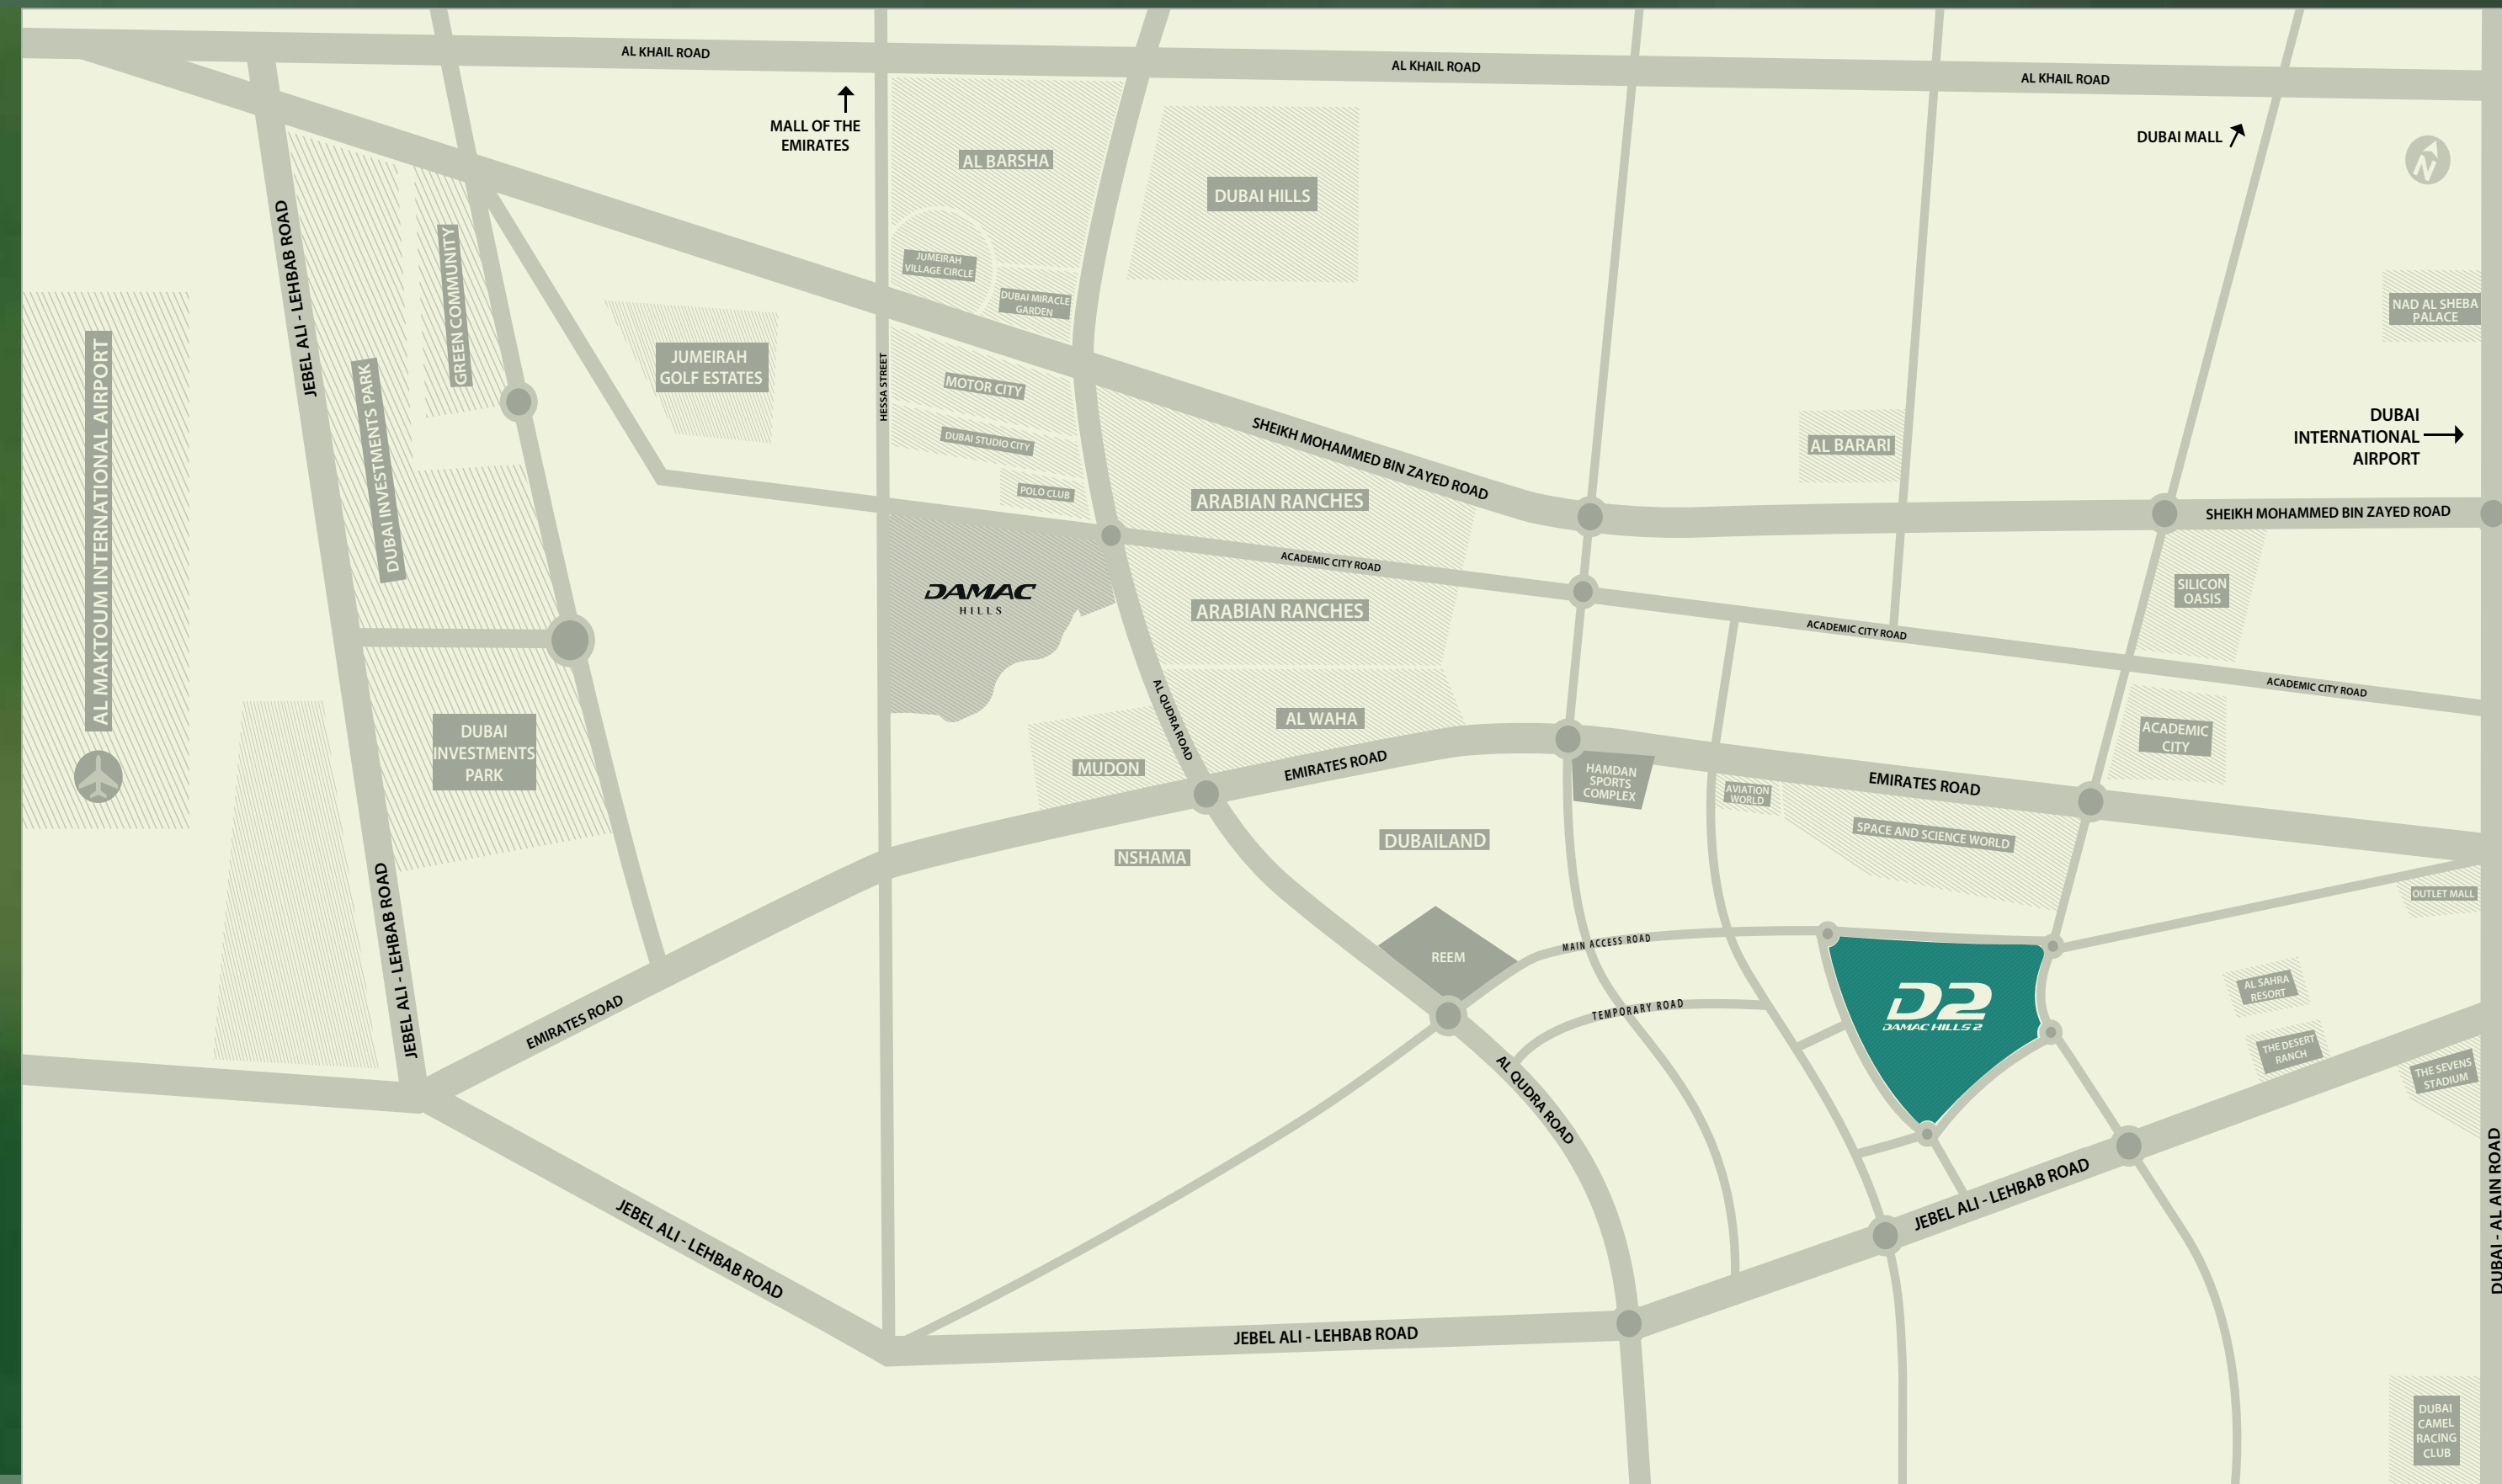 AL KHAIL ROAD
AL KHAIL ROAD
AL KHAIL ROAD
MALL OF THE
EMIRATES
DUBAI MALL
N
AL BARSHA
DUBAI HILLS
JEBEL ALI - LEHBAB ROAD
GREEN COMMUNITY
JUMEIRAH
VILLAGE CIRCLE
DUBAI MIRACLE
GARDEN
NAD AL SHEBA
PALACE
AL MAKTOUM INTERNATIONAL AIRPORT
DUBAI INVESTMENTS PARK
JUMEIRAH
GOLF ESTATES
HESSA STREET
MOTOR CITY
DUBAI STUDIO CITY
POLO CLUB
SHEIKH MOHAMMED BIN ZAYED ROAD
AL BARARI
DUBAI
INTERNATIONAL
AIRPORT
ARABIAN RANCHES
SHEIKH MOHAMMED BIN ZAYED ROAD
ACADEMIC CITY ROAD
DAMAC
HILLS
ARABIAN RANCHES
SILICON
OASIS
ACADEMIC CITY ROAD
ACADEMIC CITY ROAD
AL QUDRA ROAD
AL WAHA
DUBAI
INVESTMENTS
PARK
ACADEMIC
CITY
MUDON
EMIRATES ROAD
HAMDAN
SPORTS
COMPLEX
AVIATION
WORLD
EMIRATES ROAD
SPACE AND SCIENCE WORLD
DUBAILAND
NSHAMA
OUTLET MALL
JEBEL ALI - LEHBAB ROAD
REEM
MAIN ACCESS ROAD
TEMPORARY ROAD
D2
DAMAC HILLS 2
AL SAHRA
RESORT
THE DESERT
RANCH
THE SEVENS
STADIUM
EMIRATES ROAD
AL QUDRA ROAD
JEBEL ALI - LEHBAB ROAD
JEBEL ALI - LEHBAB ROAD
JEBEL ALI - LEHBAB ROAD
DUBAI - AL AIN ROAD
DUBAI
CAMEL
RACING
CLUB